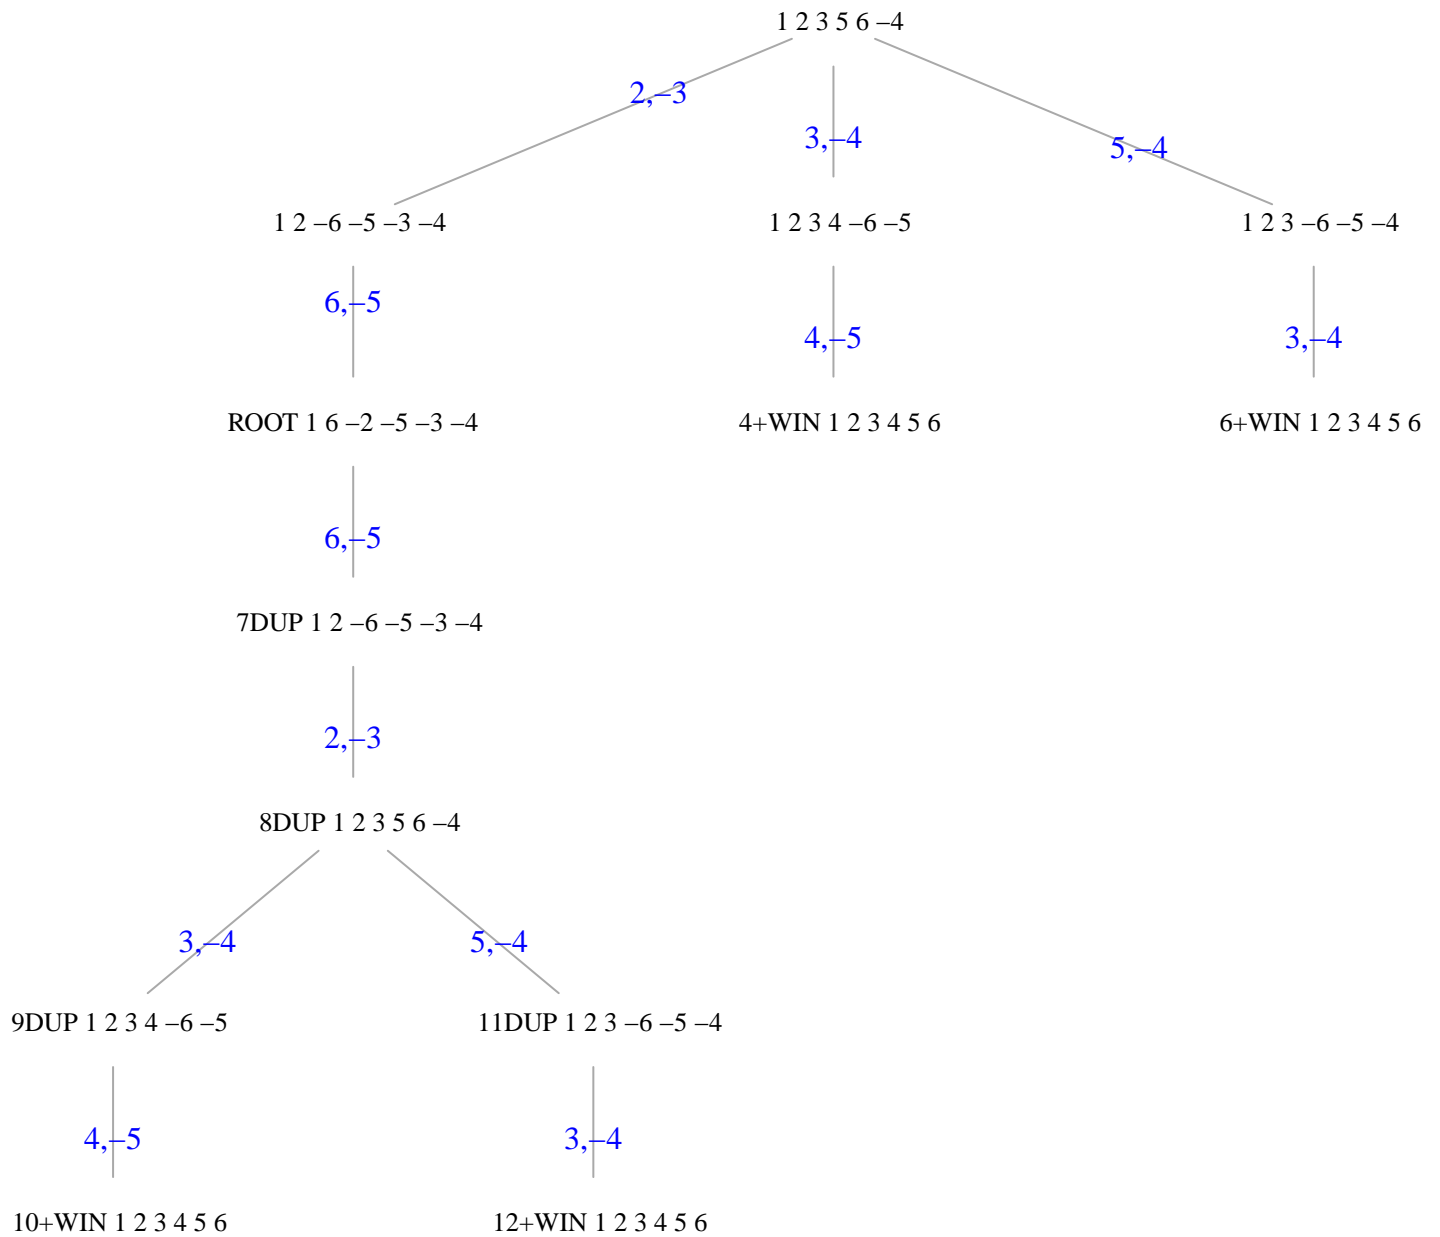 1 2 3 5 6 –4
2,–3
3,–4
5,–4
1 2 –6 –5 –3 –4
1 2 3 4 –6 –5
1 2 3 –6 –5 –4
6,–5
4,–5
3,–4
ROOT 1 6 –2 –5 –3 –4
4+WIN 1 2 3 4 5 6
6+WIN 1 2 3 4 5 6
6,–5
7DUP 1 2 –6 –5 –3 –4
2,–3
8DUP 1 2 3 5 6 –4
3,–4
5,–4
9DUP 1 2 3 4 –6 –5
11DUP 1 2 3 –6 –5 –4
4,–5
3,–4
10+WIN 1 2 3 4 5 6
12+WIN 1 2 3 4 5 6